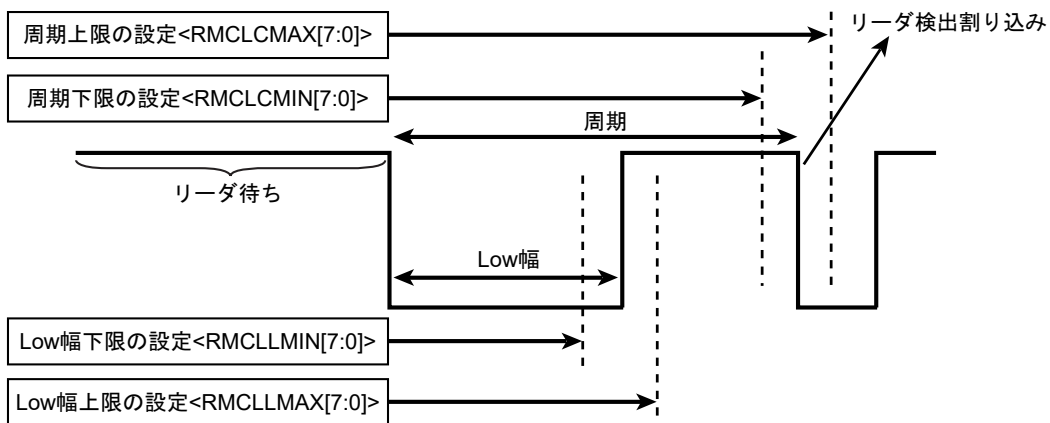 周期上限の設定<RMCLCMAX[7:0]>
リーダ検出割り込み
周期下限の設定<RMCLCMIN[7:0]>
周期
リーダ待ち
Low幅
Low幅下限の設定<RMCLLMIN[7:0]>
Low幅上限の設定<RMCLLMAX[7:0]>